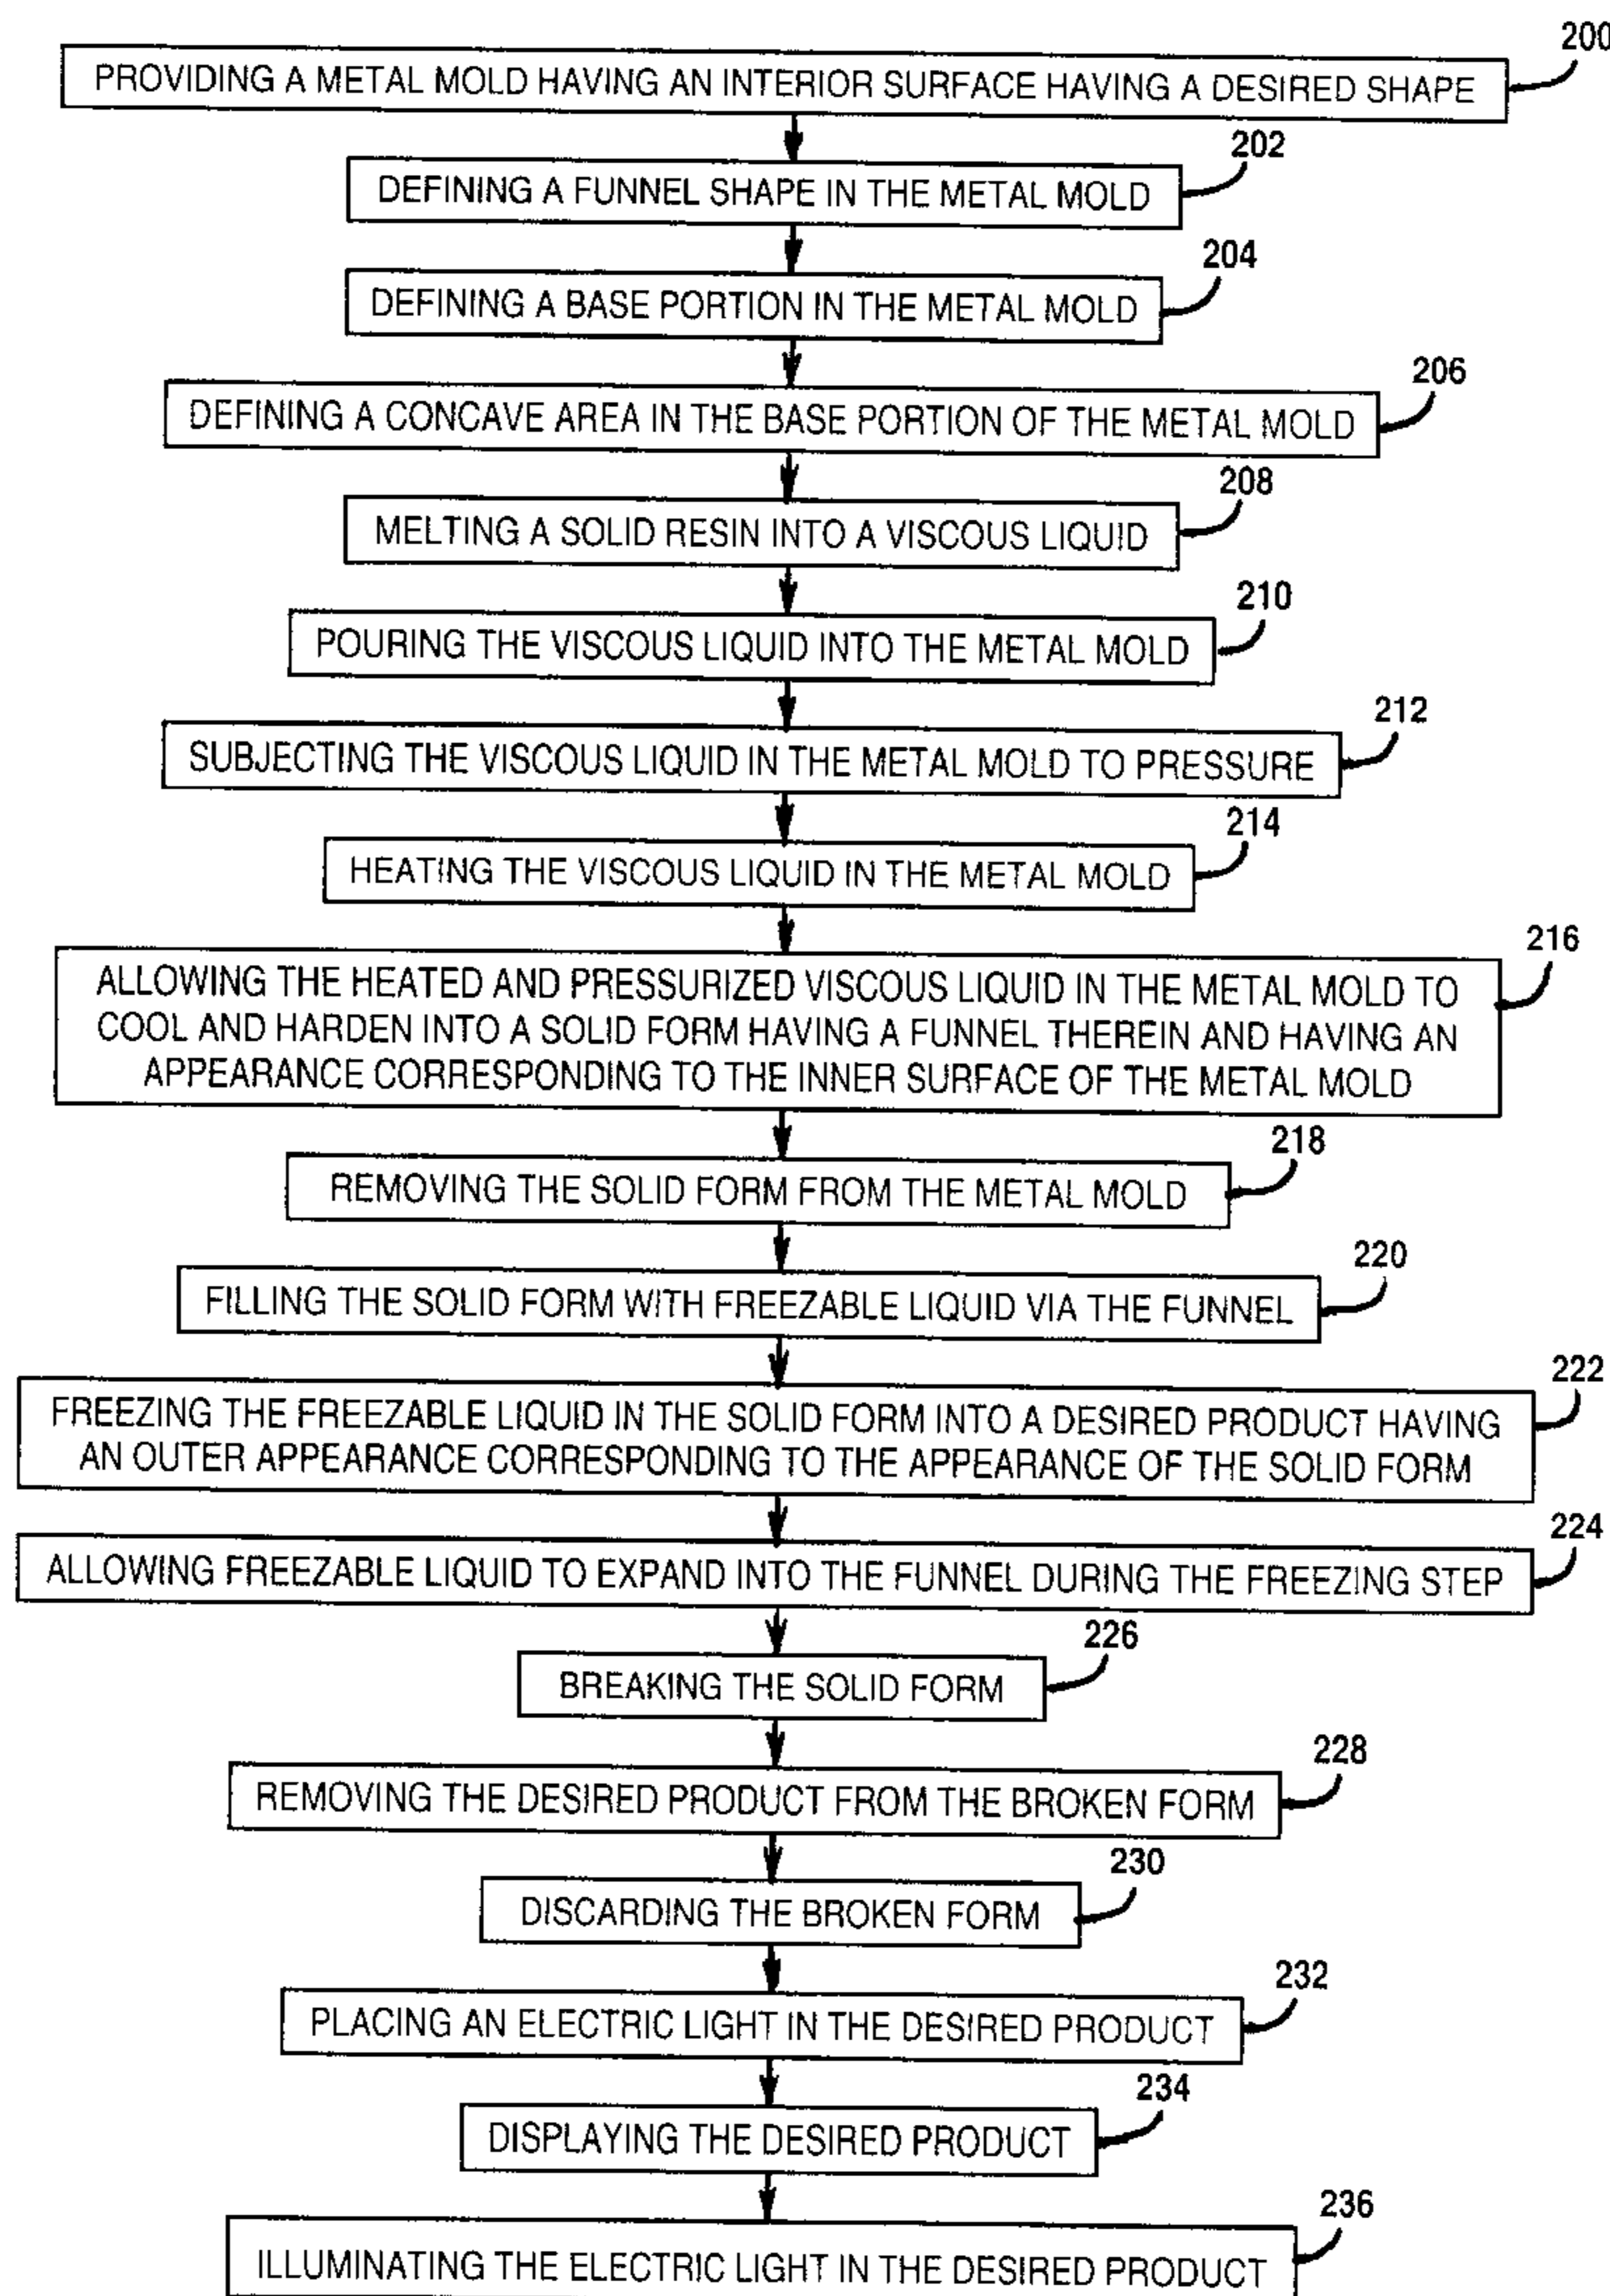 200
PROVIDING A METAL MOLD HAVING AN INTERIOR SURFACE HAVING A DESIRED SHAPE
202
DEFINING A FUNNEL SHAPE IN THE METAL MOLD
204
DEFINING A BASE PORTION IN THE METAL MOLD
206
DEFINING A CONCAVE AREA IN THE BASE PORTION OF THE METAL MOLD
208
MELTING A SOLID RESIN INTO A VISCOUS LIQUID
210
POURING THE VISCOUS LIQUID INTO THE METAL MOLD
212
SUBJECTING THE VISCOUS LIQUID IN THE METAL MOLD TO PRESSURE
214
HEATING THE VISCOUS LIQUID IN THE METAL MOLD
216
ALLOWING THE HEATED AND PRESSURIZED VISCOUS LIQUID IN THE METAL MOLD TO
COOL AND HARDEN INTO A SOLID FORM HAVING A FUNNEL THEREIN AND HAVING AN
APPEARANCE CORRESPONDING TO THE INNER SURFACE OF THE METAL MOLD
218
REMOVING THE SOLID FORM FROM THE METAL MOLD
220
FILLING THE SOLID FORM WITH FREEZABLE LIQUID VIA THE FUNNEL
222
FREEZING THE FREEZABLE LIQUID IN THE SOLID FORM INTO A DESIRED PRODUCT HAVING
AN OUTER APPEARANCE CORRESPONDING TO THE APPEARANCE OF THE SOLID FORM
224
ALLOWING FREEZABLE LIQUID TO EXPAND INTO THE FUNNEL DURING THE FREEZING STEP
226
BREAKING THE SOLID FORM
228
REMOVING THE DESIRED PRODUCT FROM THE BROKEN FORM
230
DISCARDING THE BROKEN FORM
232
PLACING AN ELECTRIC LIGHT IN THE DESIRED PRODUCT
234
DISPLAYING THE DESIRED PRODUCT
236
ILLUMINATING THE ELECTRIC LIGHT IN THE DESIRED PRODUCT